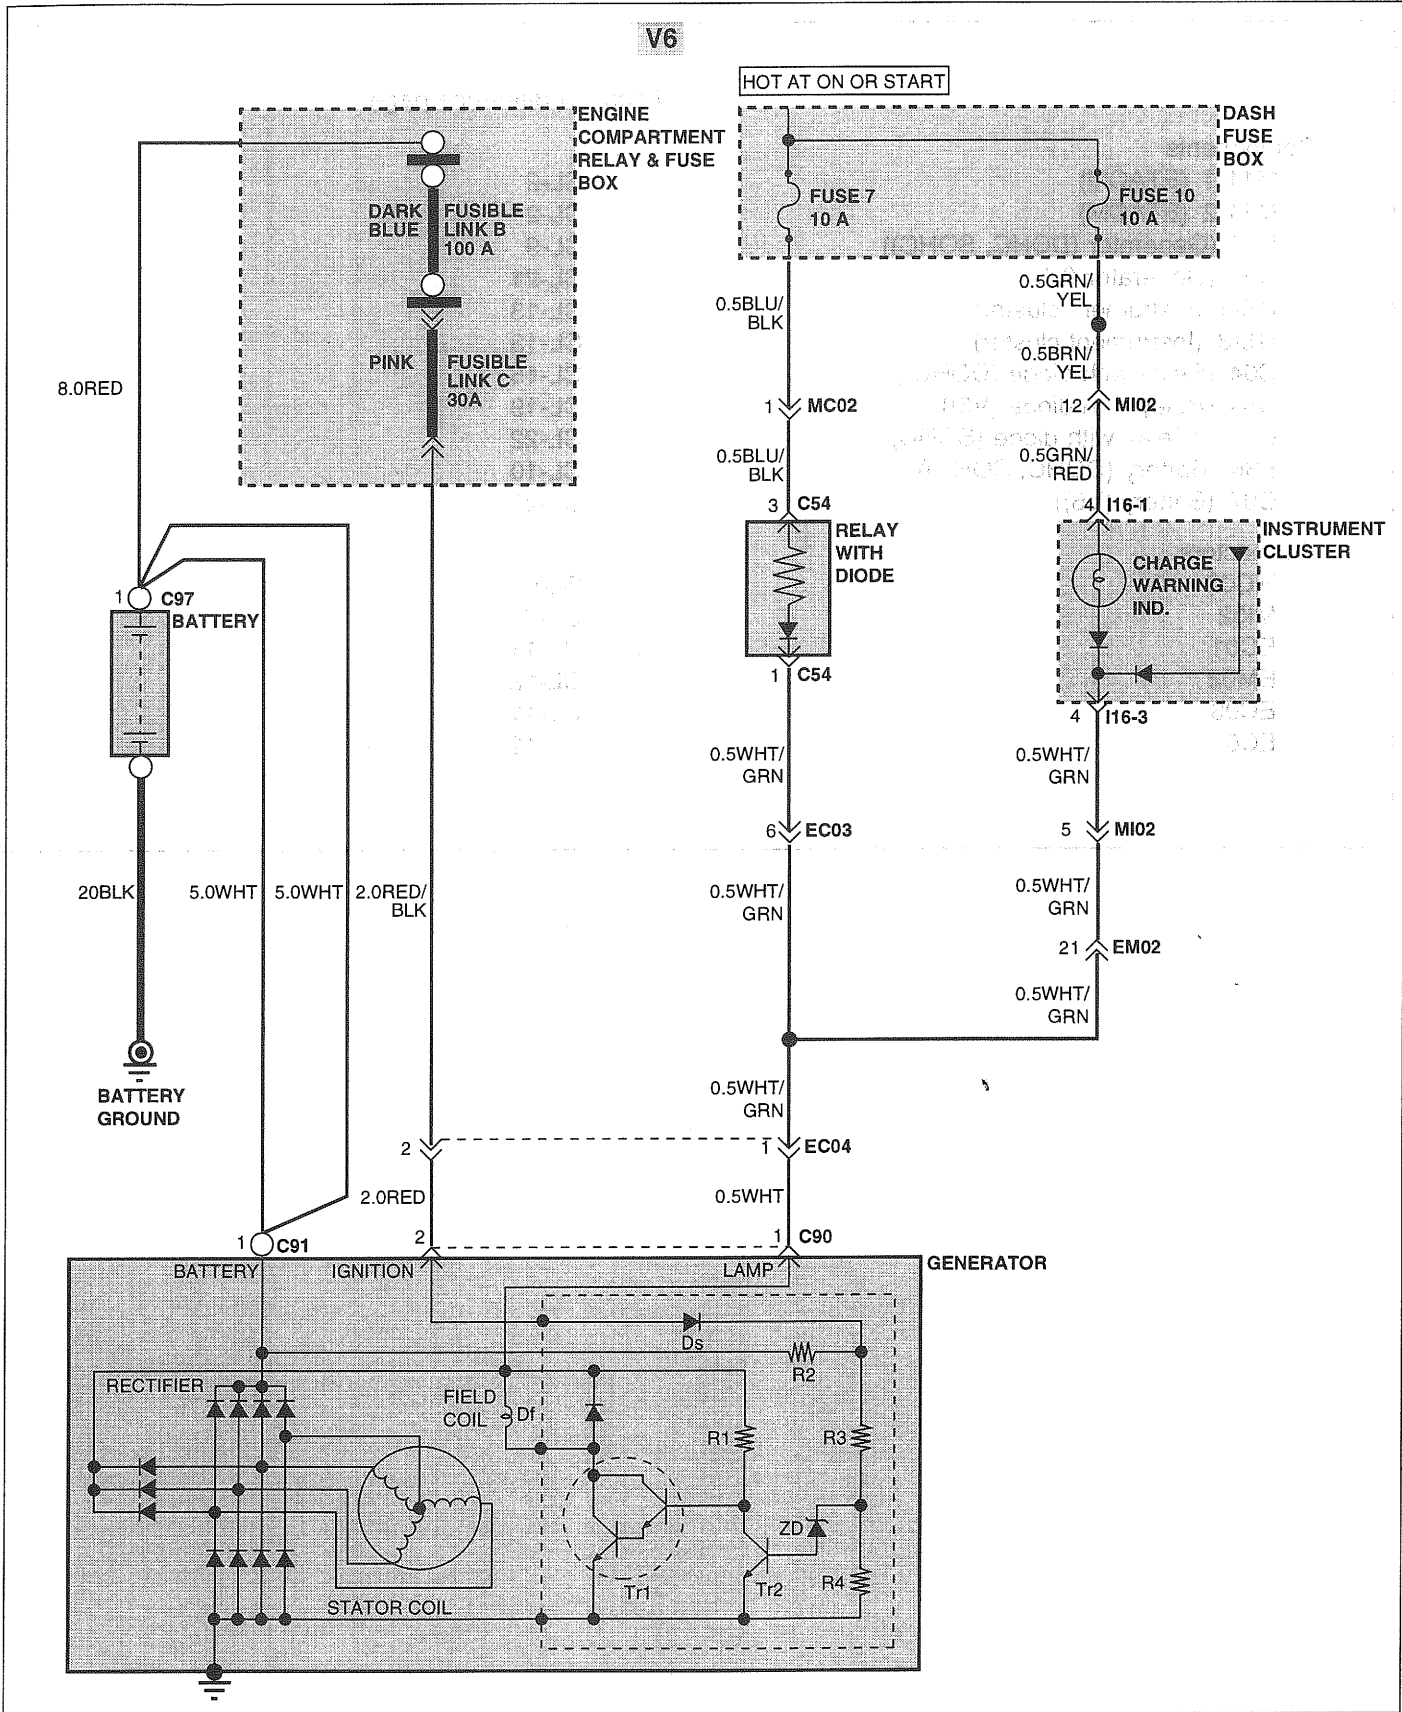 V6
HOT AT ON OR START
ENGINE
COMPARTMENT
RELAY & FUSE
BOX
DARK
BLUE
FUSIBLE
LINK B
100 A
PINK
FUSIBLE
LINK C
30A
DASH
FUSE
BOX
FUSE 7
10 A
FUSE 10
10 A
0.5BLU/
BLK
0.5GRN/
YEL
0.5BRN/
YEL
8.0RED
1 MC02
12 MI02
0.5BLU/
BLK
0.5GRN/
RED
3 C54
4 I16-1
RELAY
WITH
DIODE
INSTRUMENT
CLUSTER
CHARGE
WARNING
IND.
1 C97
BATTERY
1 C54
4 I16-3
0.5WHT/
GRN
0.5WHT/
GRN
6 EC03
5 MI02
20BLK
5.0WHT
5.0WHT
2.0RED/
BLK
0.5WHT/
GRN
0.5WHT/
GRN
21 EM02
0.5WHT/
GRN
BATTERY
GROUND
0.5WHT/
GRN
2
1 EC04
2.0RED
0.5WHT
1 C91
2
1 C90
BATTERY
IGNITION
LAMP
GENERATOR
Ds
R2
RECTIFIER
FIELD
COIL
Df
R1
R3
ZD
Tr1
Tr2
R4
STATOR COIL